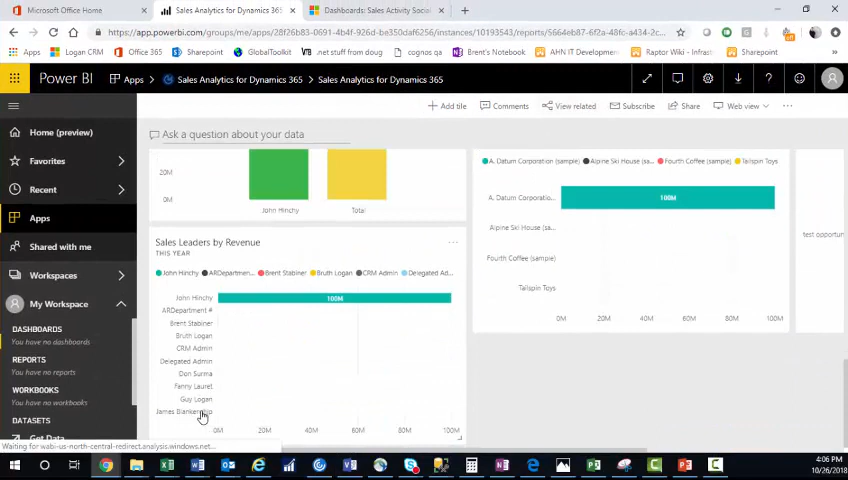 Microsoft Office Home
Sales Analytics for Dynamics 365
Dashboards: Sales Activity Social
https://app.powerbi.com/groups/me/apps/28f26b83-0691-4b4f-926d-be350daf6256/instances/reports/5664eb87-6f2a-48fc-a434-0c2...
Apps
Logan CRM
Office 365
Sharepoint
GlobalToolkit
.net stuff from doug
cognos qa
Brent's Notebook
AHN IT Developmen...
Raptor Wiki - Infrast...
Sharepoint
Power BI
Apps
Sales Analytics for Dynamics 365
Sales Analytics for Dynamics 365
Add tile
Comments
View related
Subscribe
Share
Web view
Home (preview)
Favorites
Recent
Apps
Shared with me
Workspaces
My Workspace
DASHBOARDS
You have no dashboards
REPORTS
You have no reports
WORKBOOKS
You have no workbooks
DATASETS
Get Data
Ask a question about your data
20M
0M
John Hinchy
Total
Sales Leaders by Revenue
THIS YEAR
John Hinchy
ARDepartmen...
Brent Stabiner
Bruth Logan
CRM Admin
Delegated Ad...
John Hinchy
100M
ARDepartment #
Brent Stabiner
Bruth Logan
CRM Admin
Delegated Admin
Don Surma
Fanny Lauret
Guy Logan
James Blankenship
0M
20M
40M
60M
80M
100M
A. Datum Corporation (sample)
Alpine Ski House (sa...
Fourth Coffee (sample)
Tailspin Toys
A. Datum Corporatio...
100M
Alpine Ski House (sa...
Fourth Coffee (sample)
Tailspin Toys
0M
20M
40M
60M
80M
100M
test opportun
Waiting for wabi-us-north-central-redirect.analysis.windows.net...
4:06 PM
10/26/2018